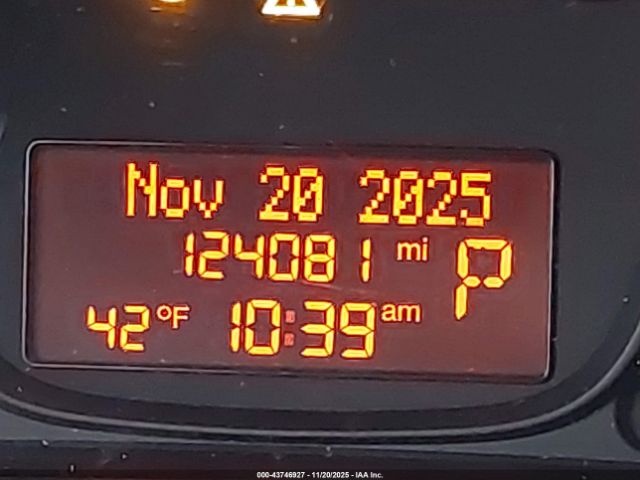 Nov 20 2025
124081 mi P
42 °F 10:39 am
000-43746927 - 11/20/2025 - IAA Inc.